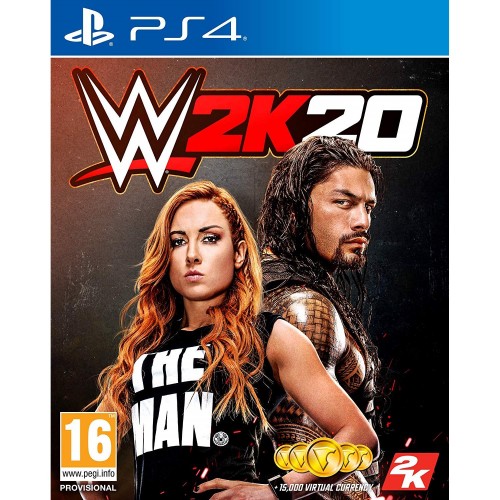 PS4
W 2K20
THE
MAN.
16
www.pegi.info
PROVISIONAL
+ 15,000 VIRTUAL CURRENCY
2K